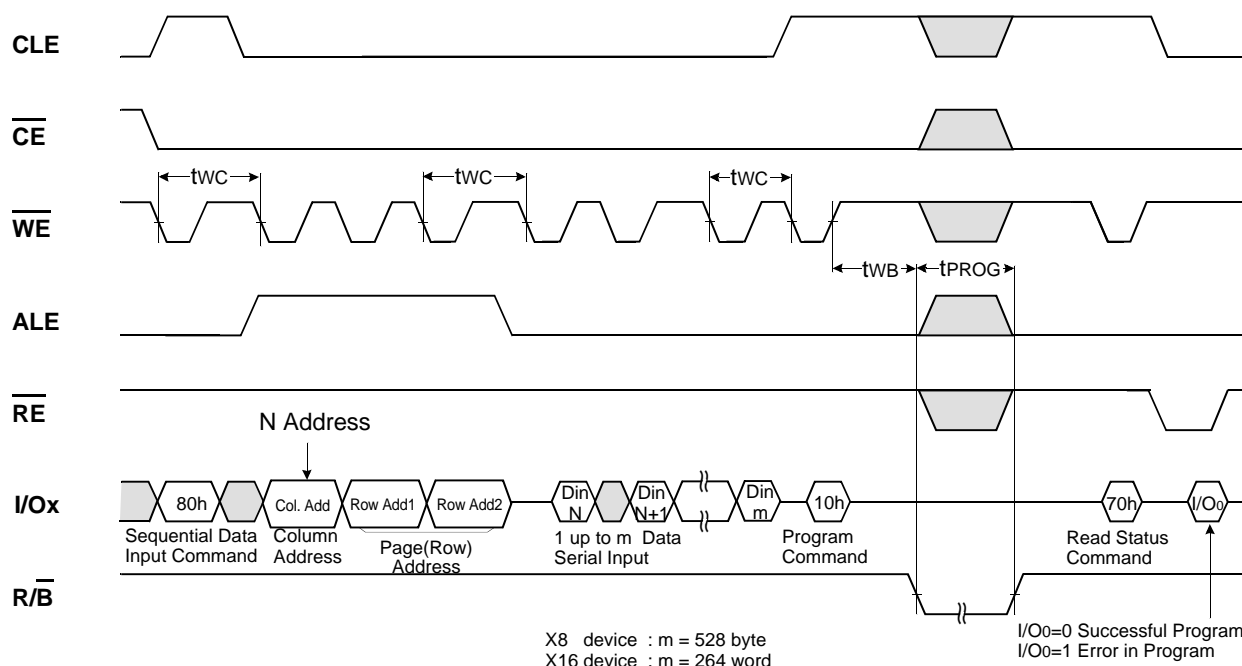 CLE
CE
tWC
tWC
tWC
WE
tWB
tPROG
ALE
RE
N Address
I/Ox
80h
Col. Add
Row Add1
Row Add2
Din
N
Din
N+1
Din
m
10h
70h
I/O0
Sequential Data
Input Command
Column
Address
Page(Row)
Address
1 up to m Data
Serial Input
Program
Command
Read Status
Command
R/B
X8 device : m = 528 byte
X16 device : m = 264 word
I/O0=0 Successful Program
I/O0=1 Error in Program